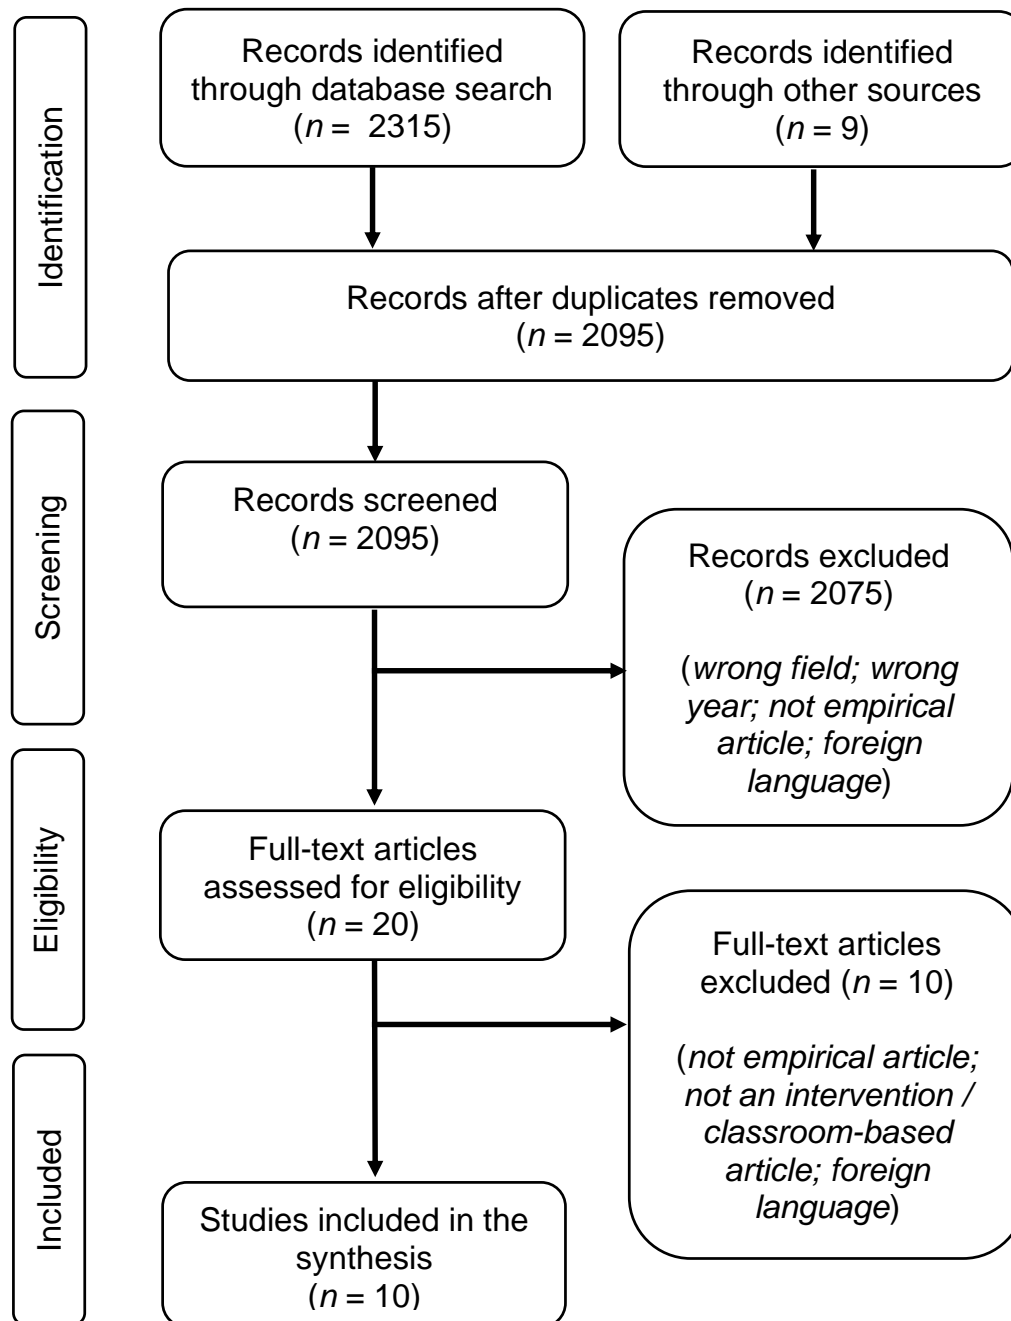 Identification
Records identified
through database search
(n =  2315)
Records identified
through other sources
(n = 9)
Records after duplicates removed
(n = 2095)
Screening
Records screened
(n = 2095)
Records excluded
(n = 2075)
(wrong field; wrong
year; not empirical
article; foreign
language)
Eligibility
Full-text articles
assessed for eligibility
(n = 20)
Full-text articles
excluded (n = 10)
(not empirical article;
not an intervention /
classroom-based
article; foreign
language)
Included
Studies included in the
synthesis
(n = 10)